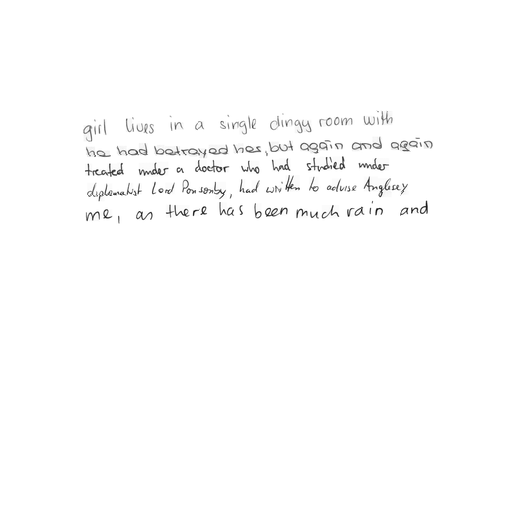 girl lives in a single dingy room with
he had betrayed her, but again and again
treated under a doctor who had studied under
diplomatist Lord Ponsonby, had written to advise Anglesey
me, as there has been much rain and